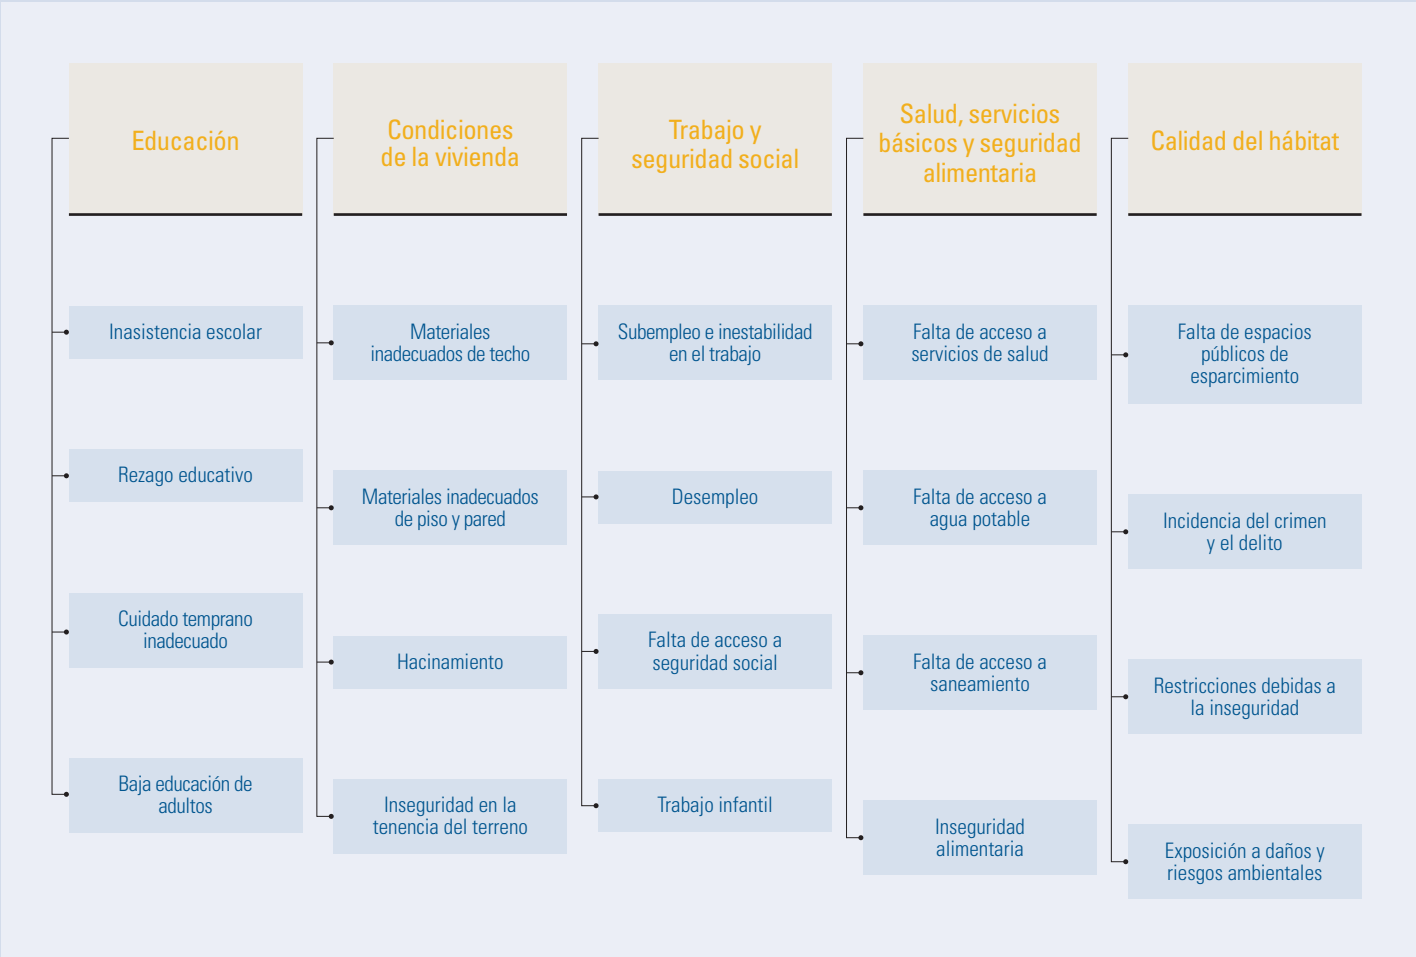 Educación
Inasistencia escolar
Rezago educativo
Cuidado temprano
inadecuado
Baja educación de
adultos
Condiciones
de la vivienda
Materiales
inadecuados de techo
Materiales inadecuados
de piso y pared
Hacinamiento
Inseguridad en la
tenencia del terreno
Trabajo y
seguridad social
Subempleo e inestabilidad
en el trabajo
Desempleo
Falta de acceso a
seguridad social
Trabajo infantil
Salud, servicios
básicos y seguridad
alimentaria
Falta de acceso a
servicios de salud
Falta de acceso a
agua potable
Falta de acceso a
saneamiento
Inseguridad
alimentaria
Calidad del hábitat
Falta de espacios
públicos de
esparcimiento
Incidencia del crimen
y el delito
Restricciones debidas a
la inseguridad
Exposición a daños y
riesgos ambientales